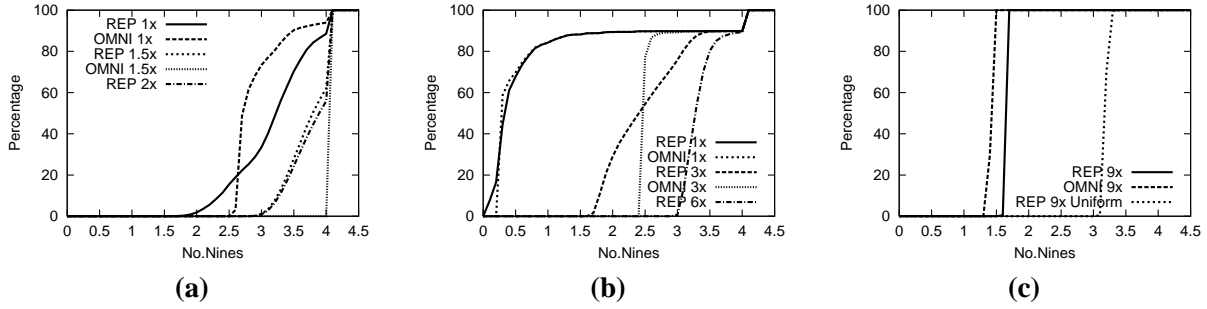 Percentage
100
80
60
40
20
0
REP 1x
OMNI 1x
REP 1.5x
OMNI 1.5x
REP 2x
0 0.5 1 1.5 2 2.5 3 3.5 4 4.5
No.Nines
(a)
Percentage
100
80
60
40
20
0
REP 1x
OMNI 1x
REP 3x
OMNI 3x
REP 6x
0 0.5 1 1.5 2 2.5 3 3.5 4 4.5
No.Nines
(b)
Percentage
100
80
60
40
20
0
REP 9x
OMNI 9x
REP 9x Uniform
0 0.5 1 1.5 2 2.5 3 3.5 4 4.5
No.Nines
(c)